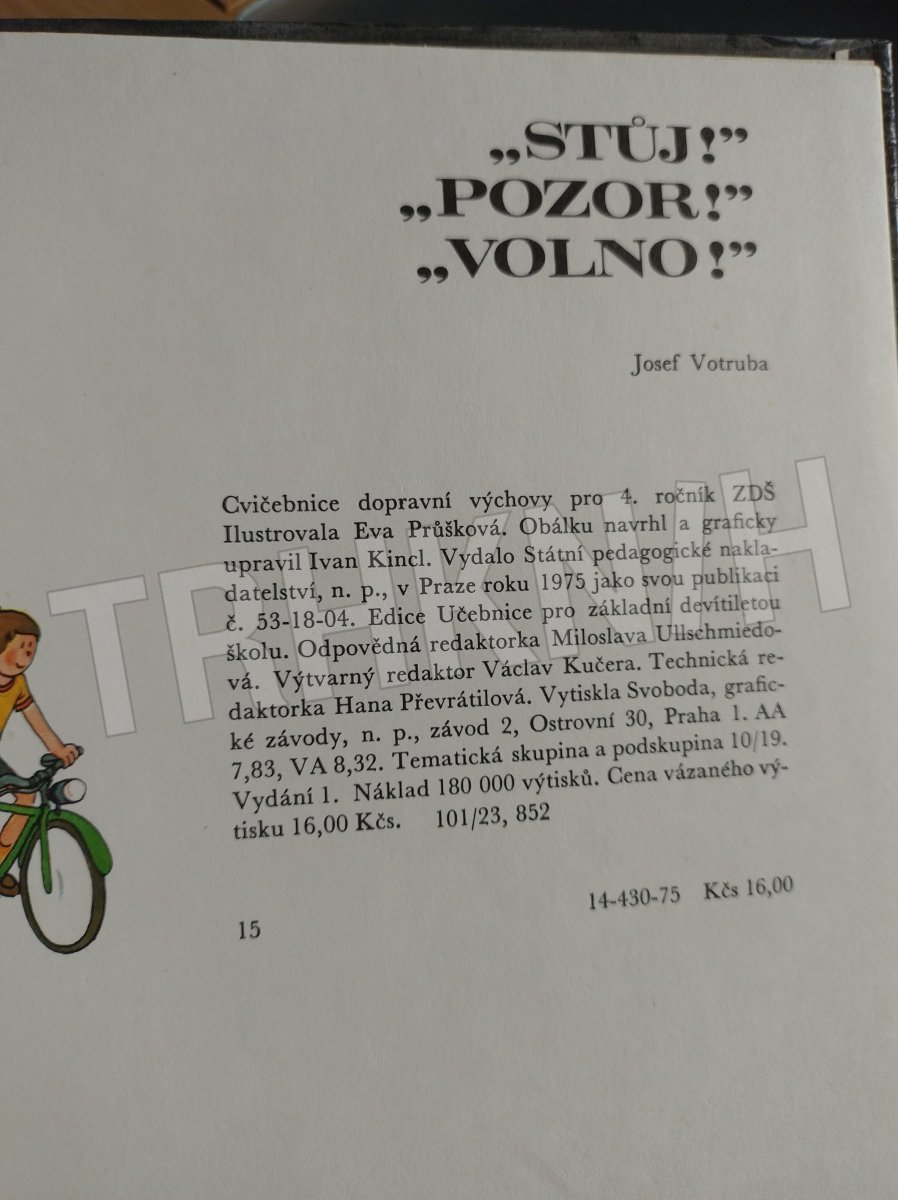 „STŮJ!”
„POZOR!”
„VOLNO!”
Josef Votruba
Cvičebnice dopravní výchovy pro 4. ročník ZDŠ
Ilustrovala Eva Průšková. Obálku navrhl a graficky
upravil Ivan Kincl. Vydalo Státní pedagogické nakla-
datelství, n. p., v Praze roku 1975 jako svou publikaci
č. 53-18-04. Edice Učebnice pro základní devítiletou
školu. Odpovědná redaktorka Miloslava Ullschmiedo-
vá. Výtvarný redaktor Václav Kučera. Technická re-
daktorka Hana Převrátilová. Vytiskla Svoboda, grafic-
ké závody, n. p., závod 2, Ostrovní 30, Praha 1. AA
7,83, VA 8,32. Tematická skupina a podskupina 10/19.
Vydání 1. Náklad 180 000 výtisků. Cena vázaného vý-
tisku 16,00 Kčs. 101/23, 852
14-430-75 Kčs 16,00
15
TRHKNIH